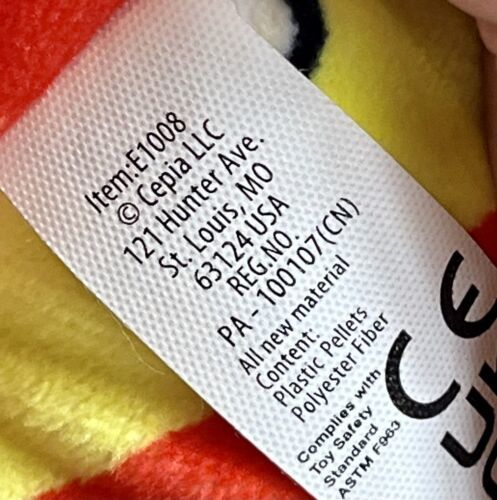 Item:E1008
© Cepia LLC
121 Hunter Ave.
St. Louis, MO
63124 USA
REG.NO.
PA - 100107(CN)
All new material
Content:
Plastic Pellets
Polyester Fiber
Complies with
Toy Safety
Standard
ASTM F963
CE
UK